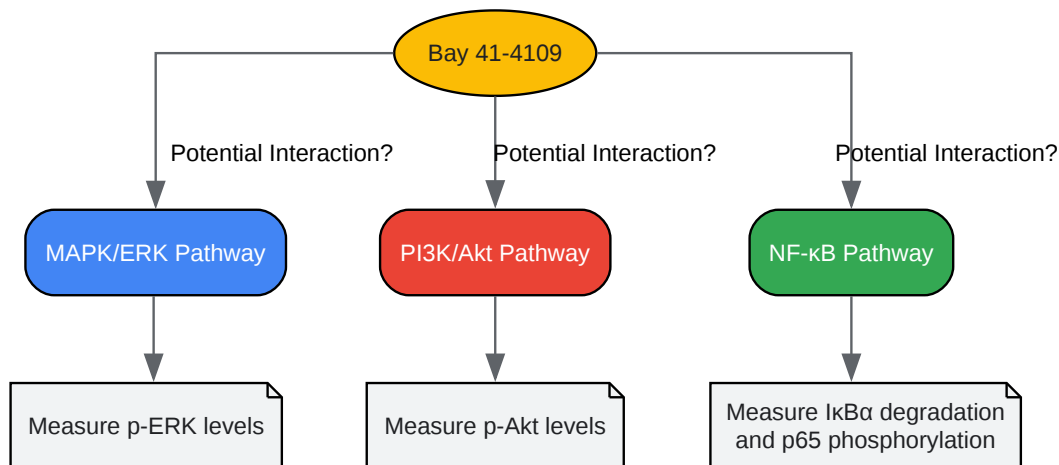 Bay 41-4109
Potential Interaction?
Potential Interaction?
Potential Interaction?
MAPK/ERK Pathway
PI3K/Akt Pathway
NF-κB Pathway
Measure p-ERK levels
Measure p-Akt levels
Measure IκBα degradation
and p65 phosphorylation